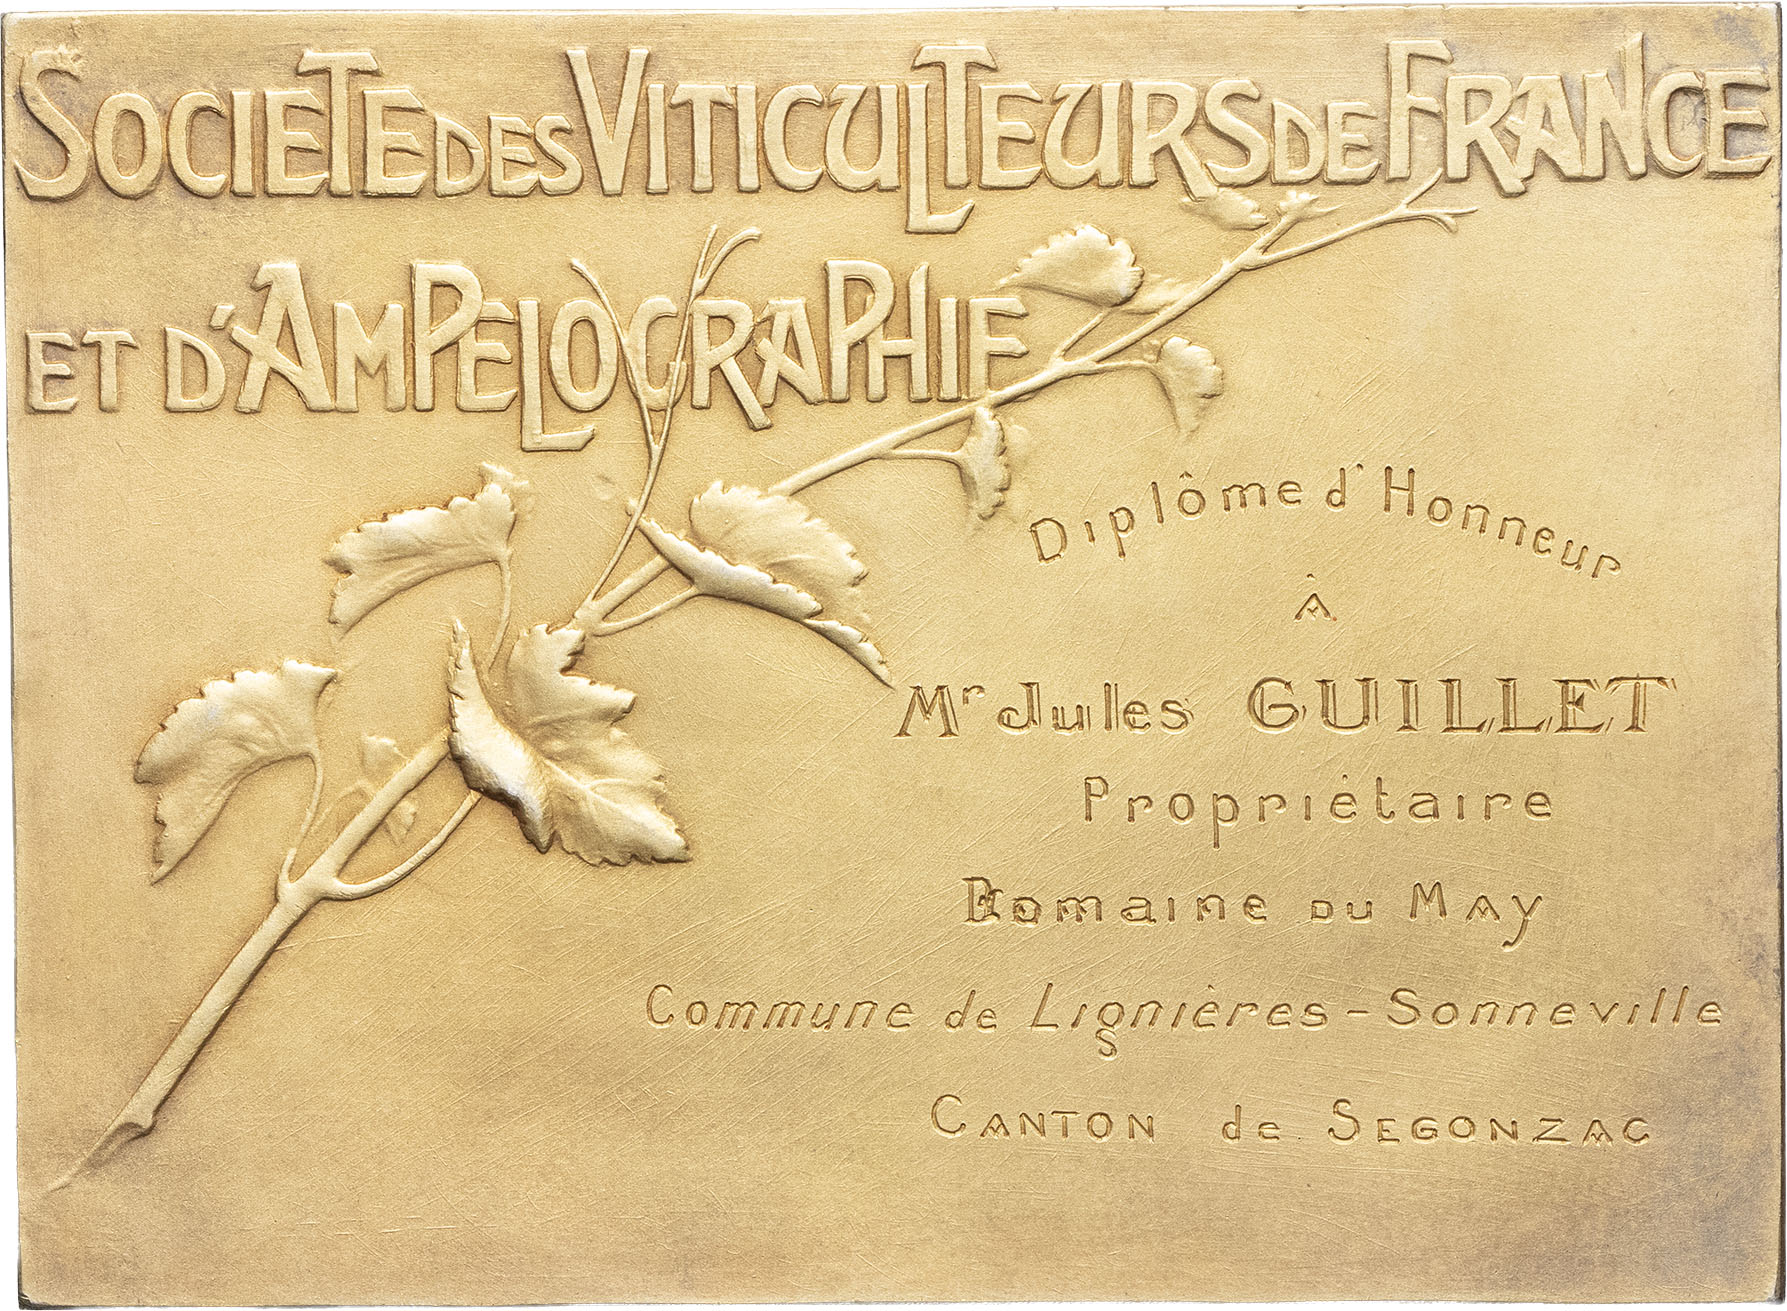 SOCIETE DES VITICULTEURS DE FRANCE
ET D'AMPELOGRAPHIE
Diplôme d'Honneur
À
Mr Jules GUILLET
Propriétaire
Domaine DU MAY
Commune de Lignières-Sonneville
CANTON de SEGONZAC